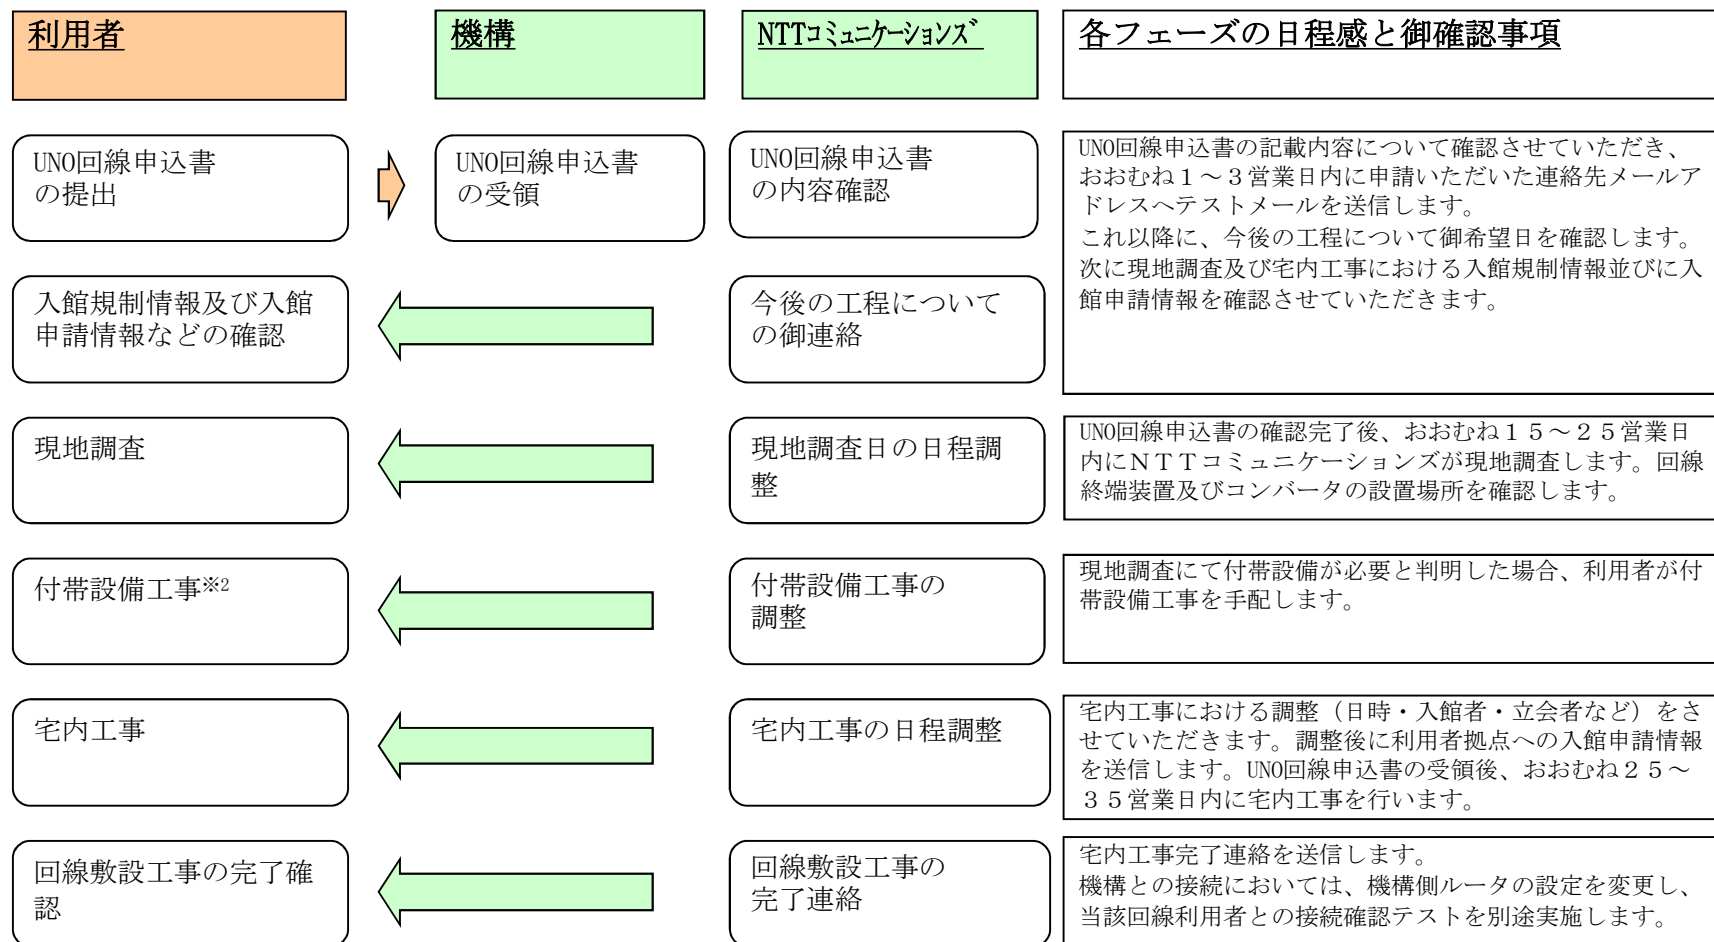 利用者
機構
NTTｺﾐｭﾆｹｰｼｮﾝｽﾞ
各フェーズの日程感と御確認事項
UNO回線申込書
の提出
UNO回線申込書
の受領
UNO回線申込書
の内容確認
UNO回線申込書の記載内容について確認させていただき、
おおむね１～３営業日内に申請いただいた連絡先メールア
ドレスへテストメールを送信します。
これ以降に、今後の工程について御希望日を確認します。
次に現地調査及び宅内工事における入館規制情報並びに入
館申請情報を確認させていただきます。
入館規制情報及び入館
申請情報などの確認
今後の工程について
の御連絡
現地調査
現地調査日の日程調
整
UNO回線申込書の確認完了後、おおむね１５～２５営業日
内にＮＴＴコミュニケーションズが現地調査します。回線
終端装置及びコンバータの設置場所を確認します。
付帯設備工事※2
付帯設備工事の
調整
現地調査にて付帯設備が必要と判明した場合、利用者が付
帯設備工事を手配します。
宅内工事
宅内工事の日程調整
宅内工事における調整（日時・入館者・立会者など）をさ
せていただきます。調整後に利用者拠点への入館申請情報
を送信します。UNO回線申込書の受領後、おおむね２５～
３５営業日内に宅内工事を行います。
回線敷設工事の完了確
認
回線敷設工事の
完了連絡
宅内工事完了連絡を送信します。
機構との接続においては、機構側ルータの設定を変更し、
当該回線利用者との接続確認テストを別途実施します。